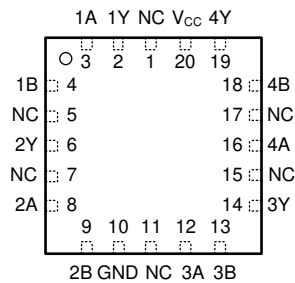 1A 1Y NC VCC 4Y
3 2 1 20 19
1B 4 18 4B
NC 5 17 NC
2Y 6 16 4A
NC 7 15 NC
2A 8 14 3Y
9 10 11 12 13
2B GND NC 3A 3B